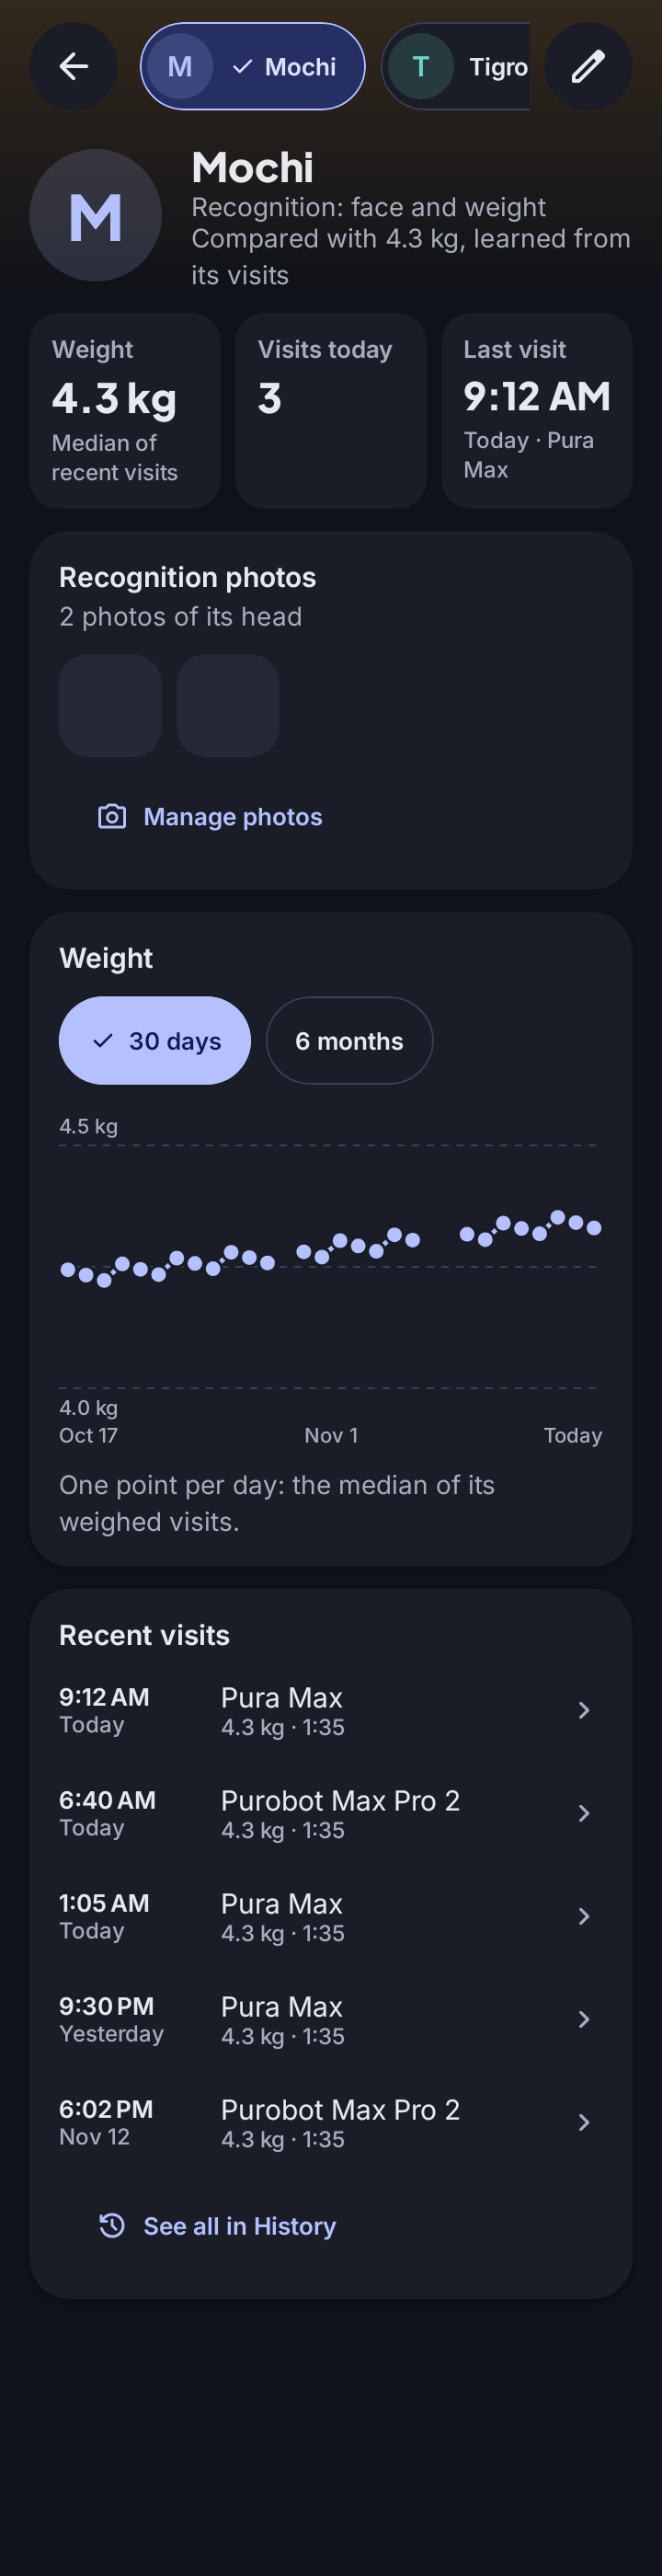 M
Mochi
T
Tigro
M
Mochi
Recognition: face and weight
Compared with 4.3 kg, learned from
its visits
Weight
4.3 kg
Median of
recent visits
Visits today
3
Last visit
9:12 AM
Today · Pura
Max
Recognition photos
2 photos of its head
Manage photos
Weight
30 days
6 months
4.5 kg
4.0 kg
Oct 17
Nov 1
Today
One point per day: the median of its
weighed visits.
Recent visits
9:12 AM
Today
Pura Max
4.3 kg · 1:35
6:40 AM
Today
Purobot Max Pro 2
4.3 kg · 1:35
1:05 AM
Today
Pura Max
4.3 kg · 1:35
9:30 PM
Yesterday
Pura Max
4.3 kg · 1:35
6:02 PM
Nov 12
Purobot Max Pro 2
4.3 kg · 1:35
See all in History